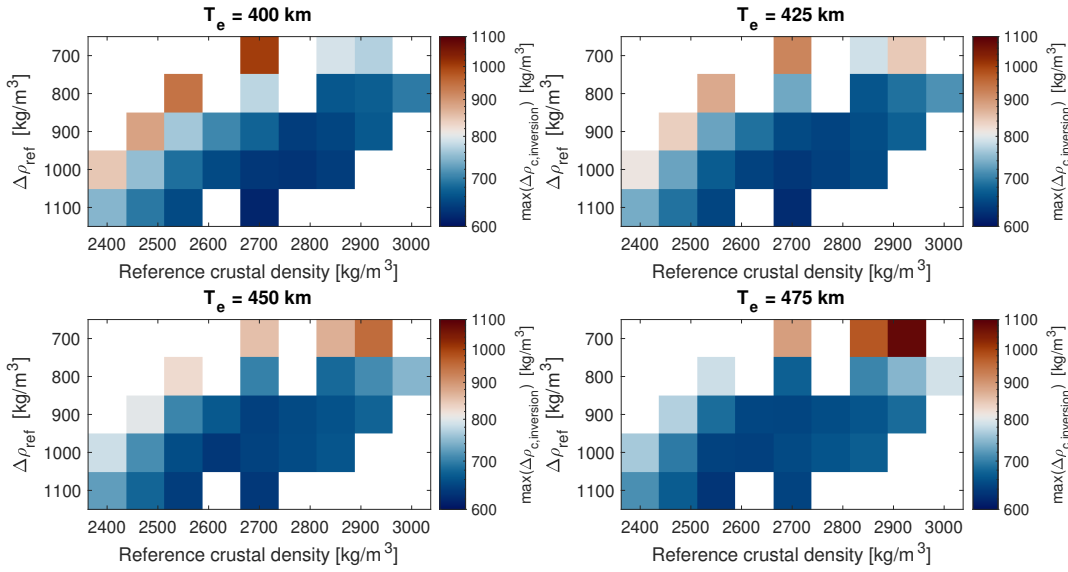 T_e = 400 km
700
800
900
1000
1100
Δρ_ref [kg/m^3]
2400 2500 2600 2700 2800 2900 3000
Reference crustal density [kg/m^3]
1100
1000
900
800
700
600
max(Δρ_c,inversion) [kg/m^3]
T_e = 425 km
700
800
900
1000
1100
Δρ_ref [kg/m^3]
2400 2500 2600 2700 2800 2900 3000
Reference crustal density [kg/m^3]
1100
1000
900
800
700
600
max(Δρ_c,inversion) [kg/m^3]
T_e = 450 km
700
800
900
1000
1100
Δρ_ref [kg/m^3]
2400 2500 2600 2700 2800 2900 3000
Reference crustal density [kg/m^3]
1100
1000
900
800
700
600
max(Δρ_c,inversion) [kg/m^3]
T_e = 475 km
700
800
900
1000
1100
Δρ_ref [kg/m^3]
2400 2500 2600 2700 2800 2900 3000
Reference crustal density [kg/m^3]
1100
1000
900
800
700
600
max(Δρ_c,inversion) [kg/m^3]